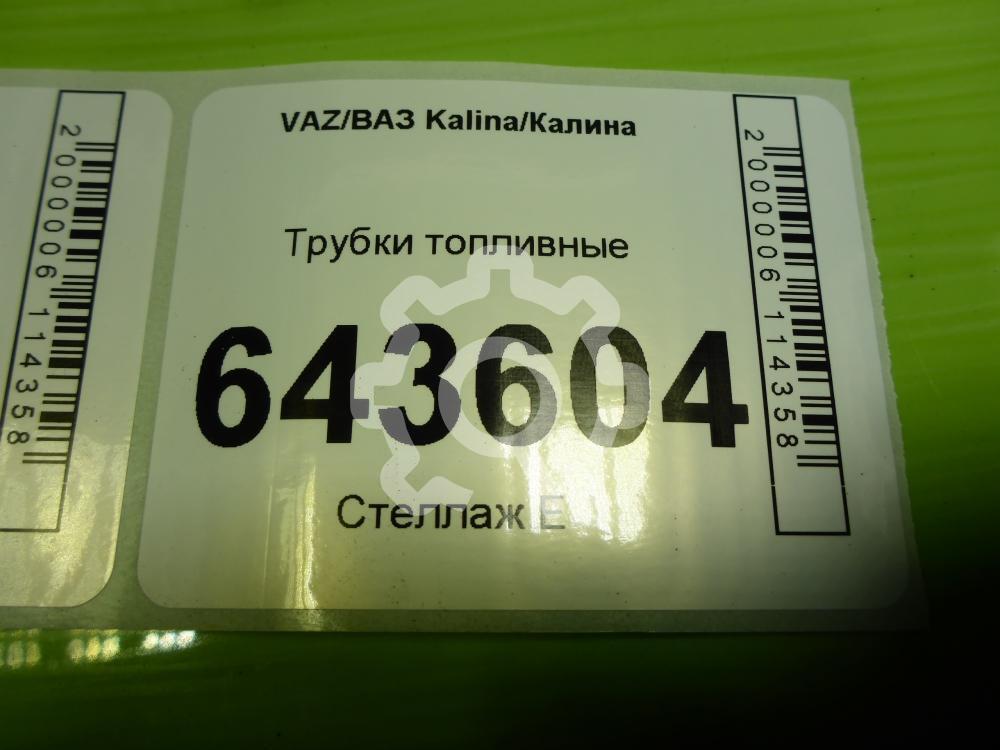 VAZ/ВАЗ Kalina/Калина
Трубки топливные
643604
Стеллаж E
2000006114358
2000006114358